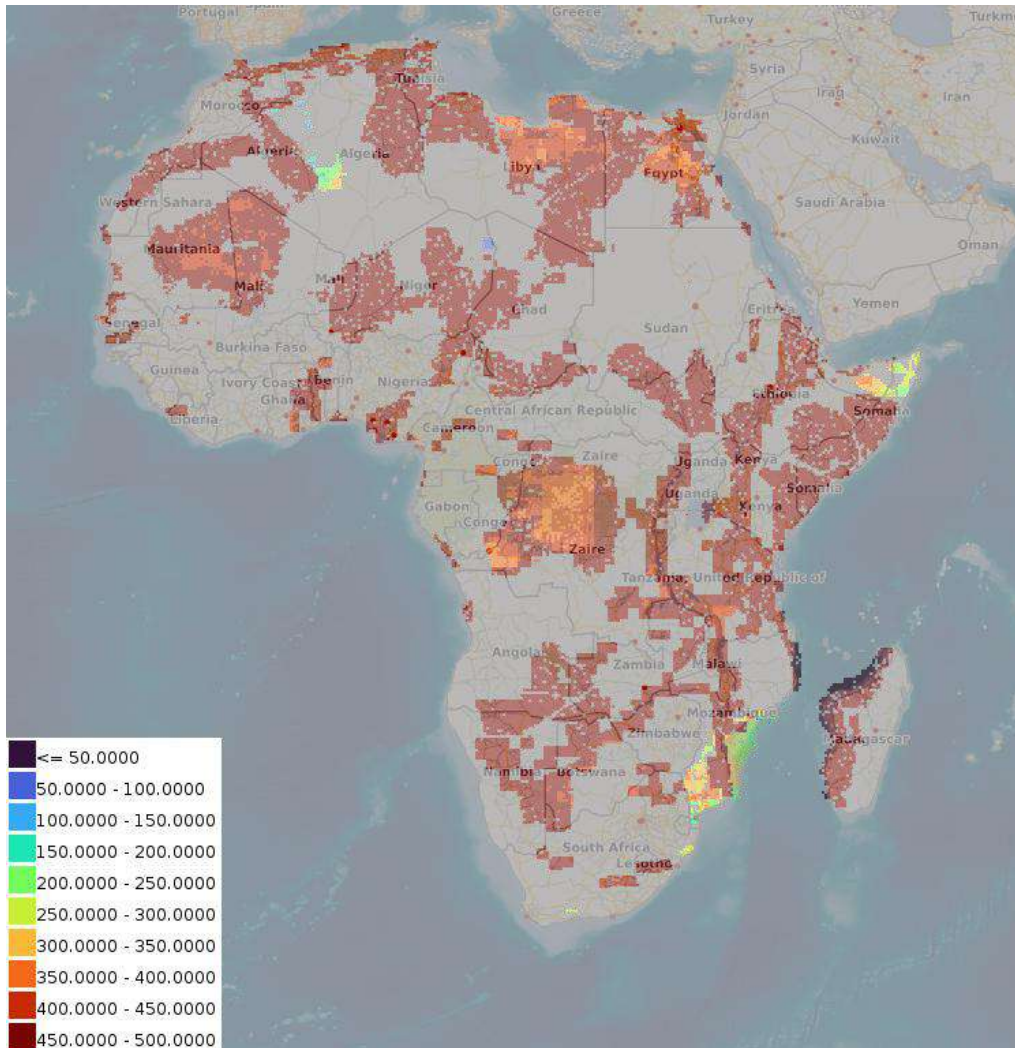 Portugal
Greece
Turkey
Turkm
Syria
Tunisia
Iraq
Iran
Morocco
Jordan
Kuwait
Algeria
Algeria
Libya
Egypt
Western Sahara
Saudi Arabia
Mauritania
Oman
Mali
Mali
Niger
Chad
Sudan
Eritrea
Yemen
Senegal
Burkina Faso
Guinea
Ivory Coast
Benin
Nigeria
Ethiopia
Ghana
Somalia
Liberia
Central African Republic
Cameroon
Congo
Zaire
Uganda
Kenya
Somalia
Uganda
Gabon
Kenya
Congo
Zaire
Tanzania, United Republic of
Angola
Zambia
Malawi
Mozambique
Zimbabwe
Madagascar
Namibia
Botswana
South Africa
Lesotho
<= 50.0000
50.0000 - 100.0000
100.0000 - 150.0000
150.0000 - 200.0000
200.0000 - 250.0000
250.0000 - 300.0000
300.0000 - 350.0000
350.0000 - 400.0000
400.0000 - 450.0000
450.0000 - 500.0000